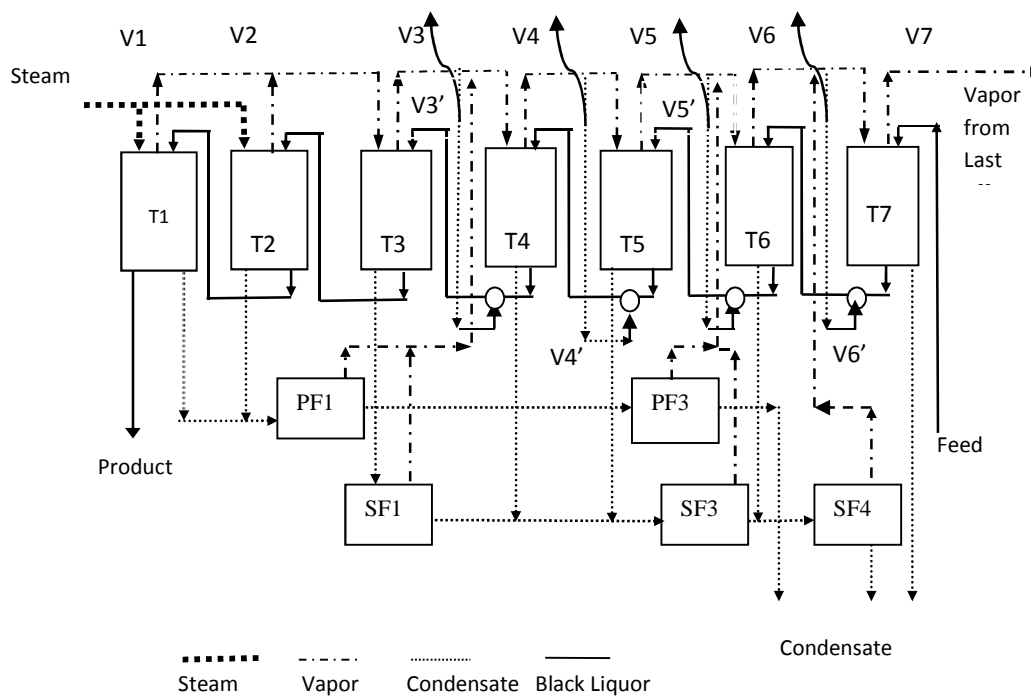 V1
V2
V3
V4
V5
V6
V7
Steam
V3’
V5’
Vapor
from
Last
T1
T2
T3
T4
T5
T6
T7
V4’
V6’
PF1
PF3
Product
Feed
SF1
SF3
SF4
Condensate
Steam
Vapor
Condensate
Black Liquor